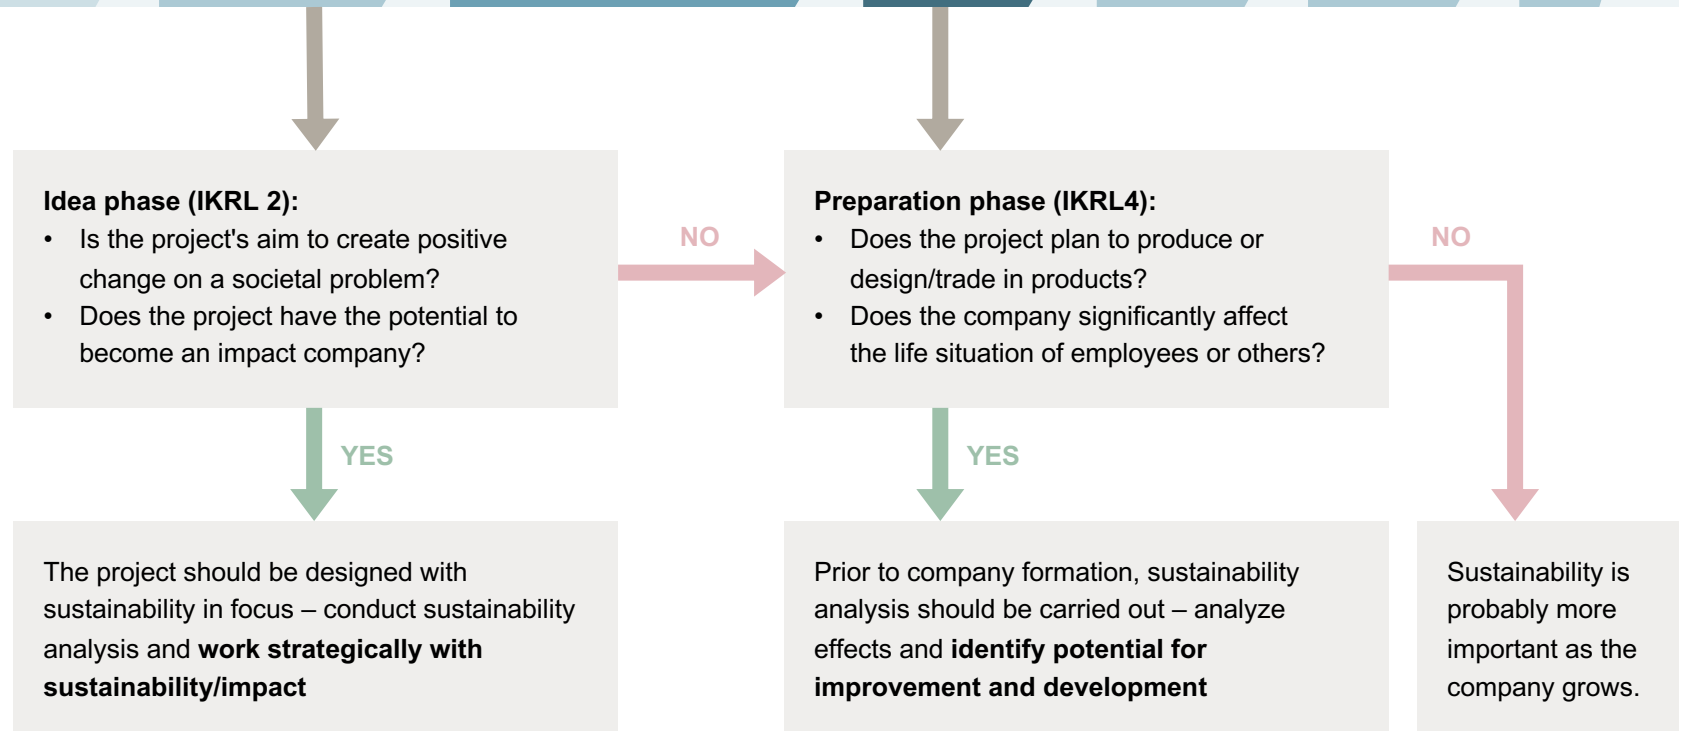 Idea phase (IKRL 2):
• Is the project's aim to create positive
change on a societal problem?
• Does the project have the potential to
become an impact company?
NO
Preparation phase (IKRL4):
• Does the project plan to produce or
design/trade in products?
• Does the company significantly affect
the life situation of employees or others?
NO
YES
YES
The project should be designed with
sustainability in focus – conduct sustainability
analysis and work strategically with
sustainability/impact
Prior to company formation, sustainability
analysis should be carried out – analyze
effects and identify potential for
improvement and development
Sustainability is
probably more
important as the
company grows.